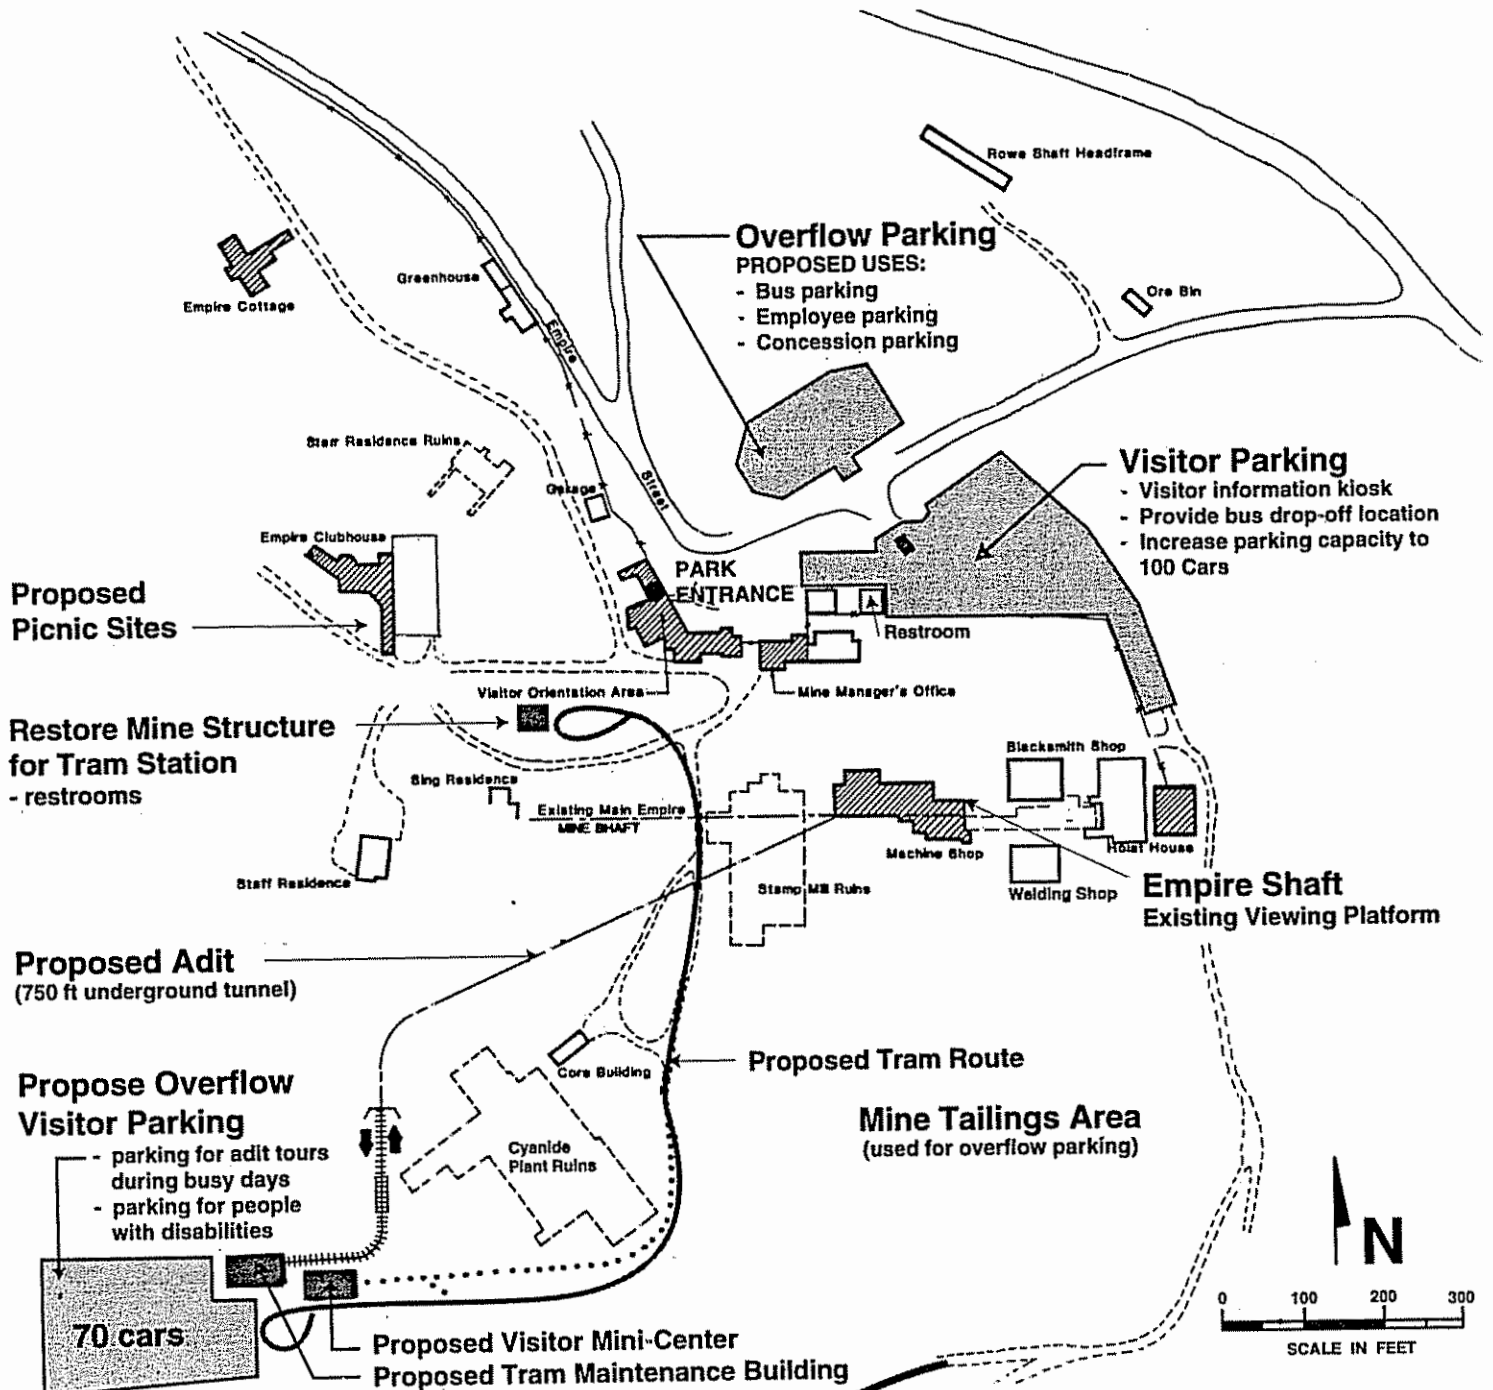 Rowe Shaft Headframe
Overflow Parking
PROPOSED USES:
- Bus parking
- Employee parking
- Concession parking
Ore Bin
Greenhouse
Empire Cottage
Empire
Street
Staff Residence Ruins
Garage
Visitor Parking
- Visitor information kiosk
- Provide bus drop-off location
- Increase parking capacity to
100 Cars
Empire Clubhouse
PARK
ENTRANCE
Proposed
Picnic Sites
Restroom
Visitor Orientation Area
Mine Manager's Office
Restore Mine Structure
for Tram Station
- restrooms
Bing Residence
Existing Main Empire
MINE SHAFT
Blacksmith Shop
Machine Shop
Hoist House
Welding Shop
Stamp Mill Ruins
Staff Residence
Empire Shaft
Existing Viewing Platform
Proposed Adit
(750 ft underground tunnel)
Core Building
Proposed Tram Route
Propose Overflow
Visitor Parking
- parking for adit tours
during busy days
- parking for people
with disabilities
Cyanide
Plant Ruins
Mine Tailings Area
(used for overflow parking)
N
0 100 200 300
SCALE IN FEET
70 cars
Proposed Visitor Mini-Center
Proposed Tram Maintenance Building